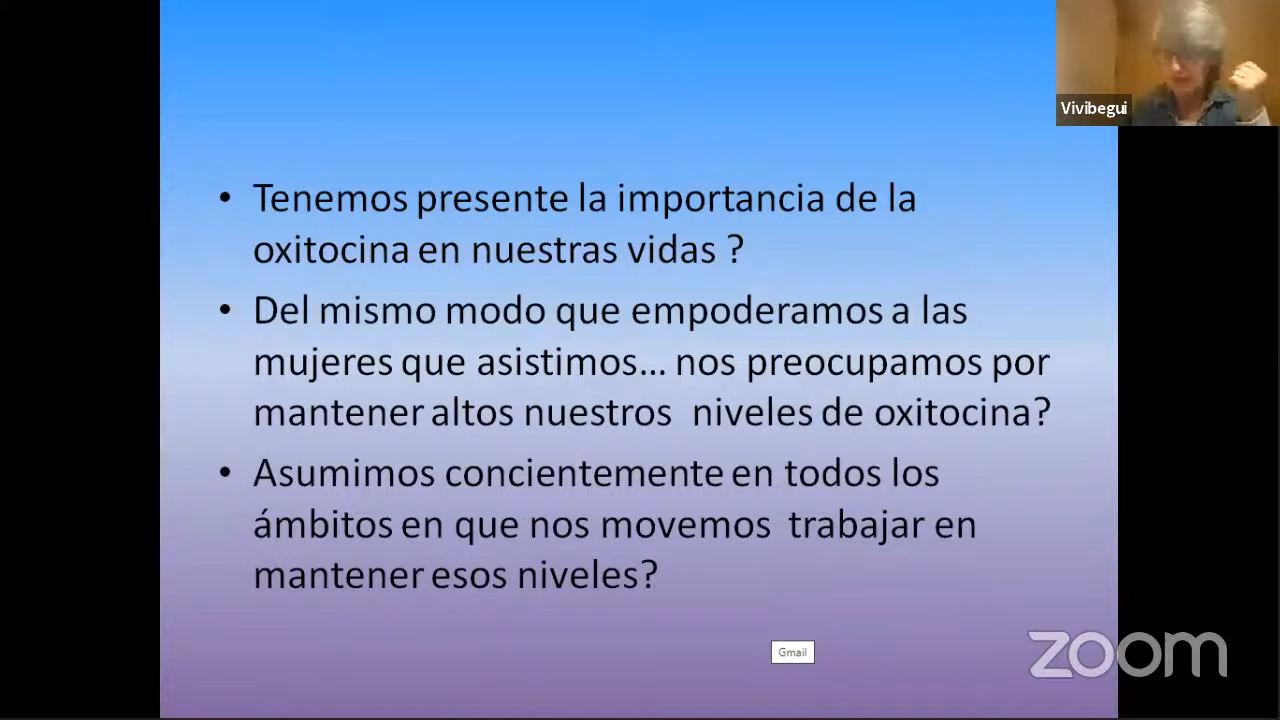 Vivibegui
• Tenemos presente la importancia de la
oxitocina en nuestras vidas ?
• Del mismo modo que empoderamos a las
mujeres que asistimos... nos preocupamos por
mantener altos nuestros niveles de oxitocina?
• Asumimos concientemente en todos los
ámbitos en que nos movemos trabajar en
mantener esos niveles?
Gmail
zoom